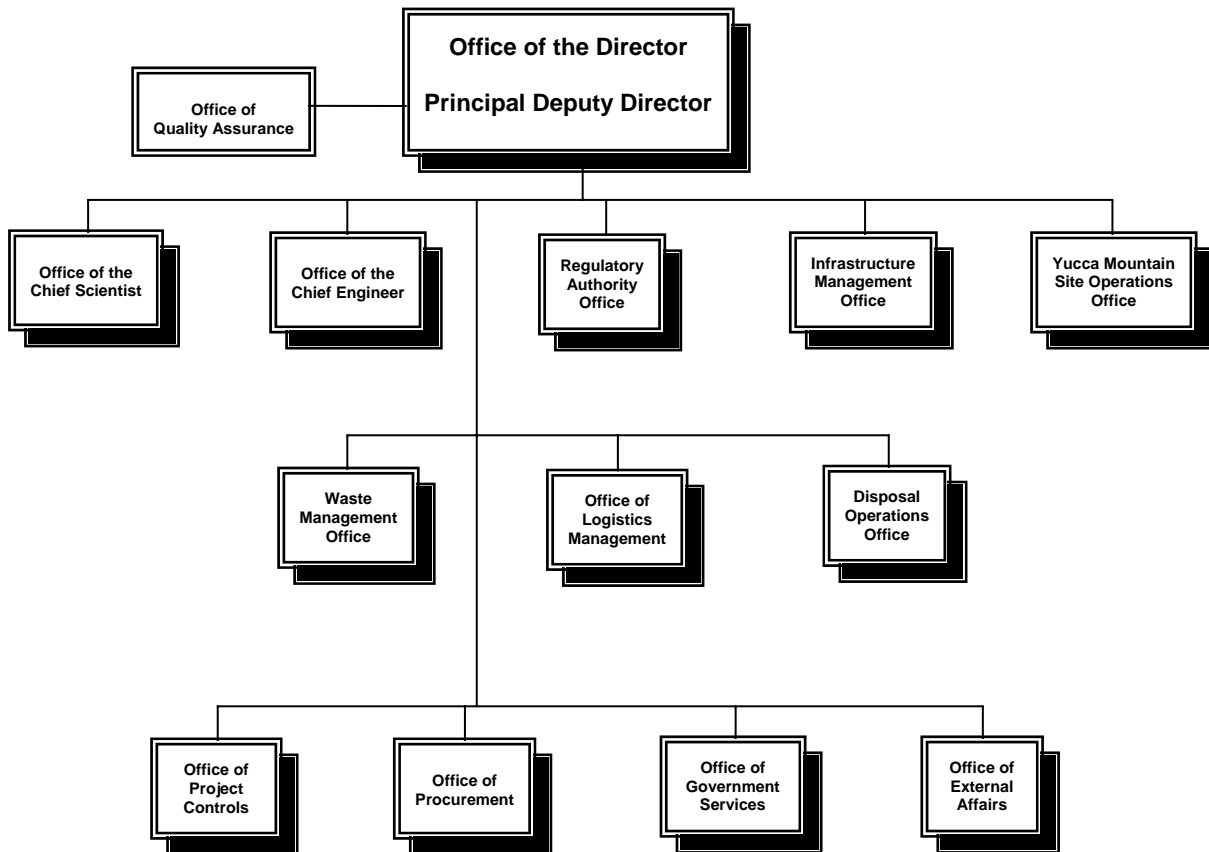 Office of the Director
Principal Deputy Director
Office of
Quality Assurance
Office of the
Chief Scientist
Office of the
Chief Engineer
Regulatory
Authority
Office
Infrastructure
Management
Office
Yucca Mountain
Site Operations
Office
Waste
Management
Office
Office of
Logistics
Management
Disposal
Operations
Office
Office of
Project
Controls
Office of
Procurement
Office of
Government
Services
Office of
External
Affairs